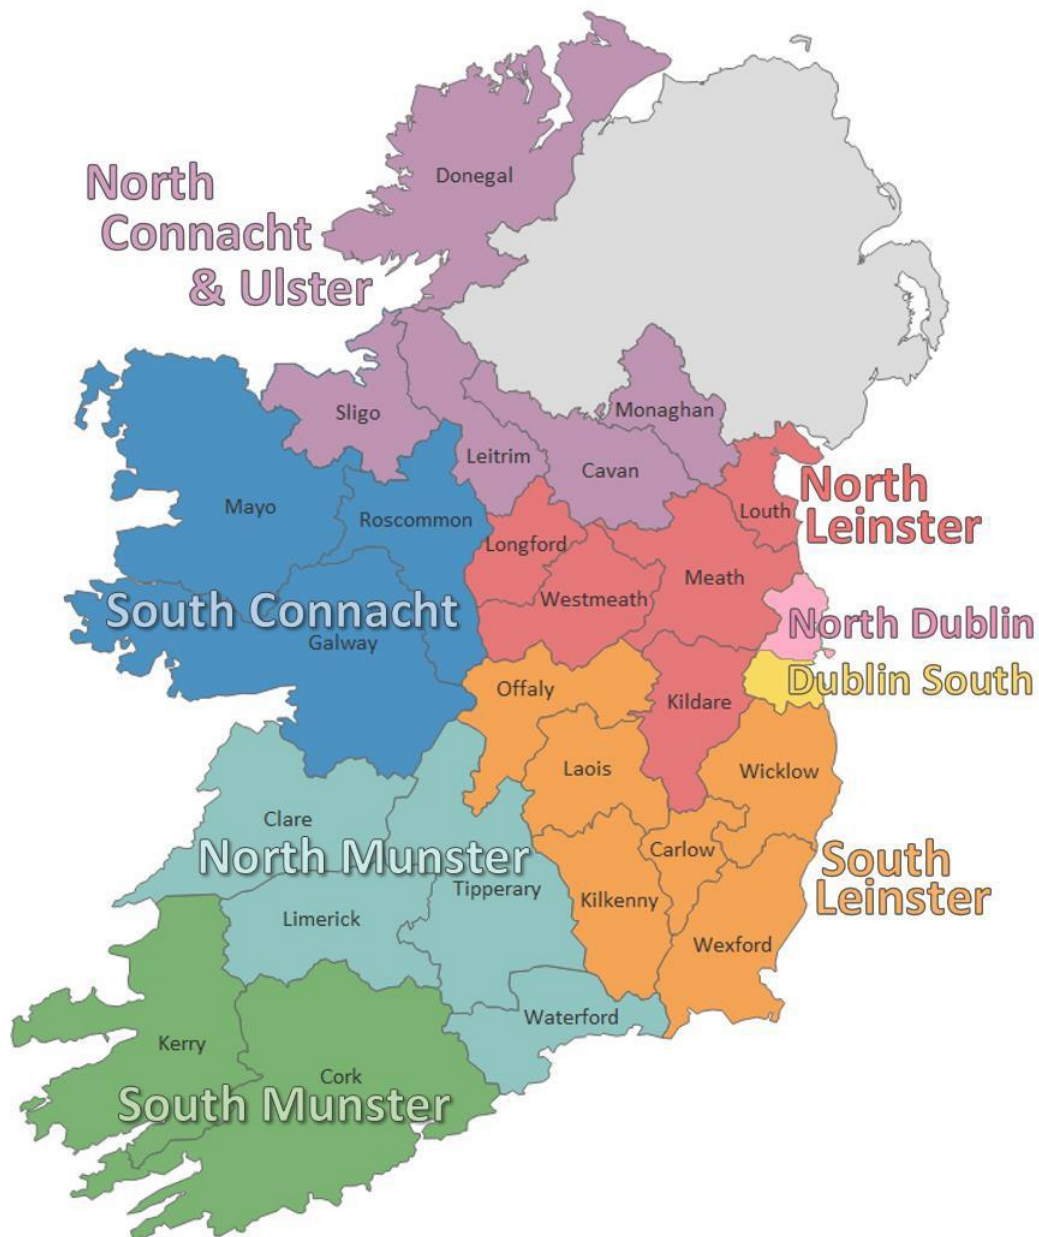 Donegal
North
Connacht
& Ulster
Monaghan
Sligo
Leitrim
Cavan
North
Leinster
Mayo
Roscommon
Louth
Longford
Meath
Westmeath
South Connacht
North Dublin
Galway
Dublin South
Offaly
Kildare
Laois
Wicklow
Clare
North Munster
Carlow
South
Leinster
Tipperary
Kilkenny
Limerick
Wexford
Waterford
Kerry
Cork
South Munster